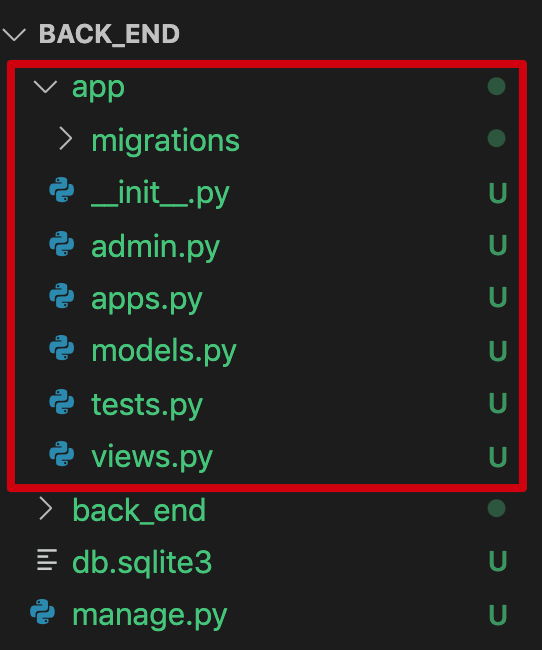 BACK_END
app
migrations
__init__.py U
admin.py U
apps.py U
models.py U
tests.py U
views.py U
back_end
db.sqlite3 U
manage.py U